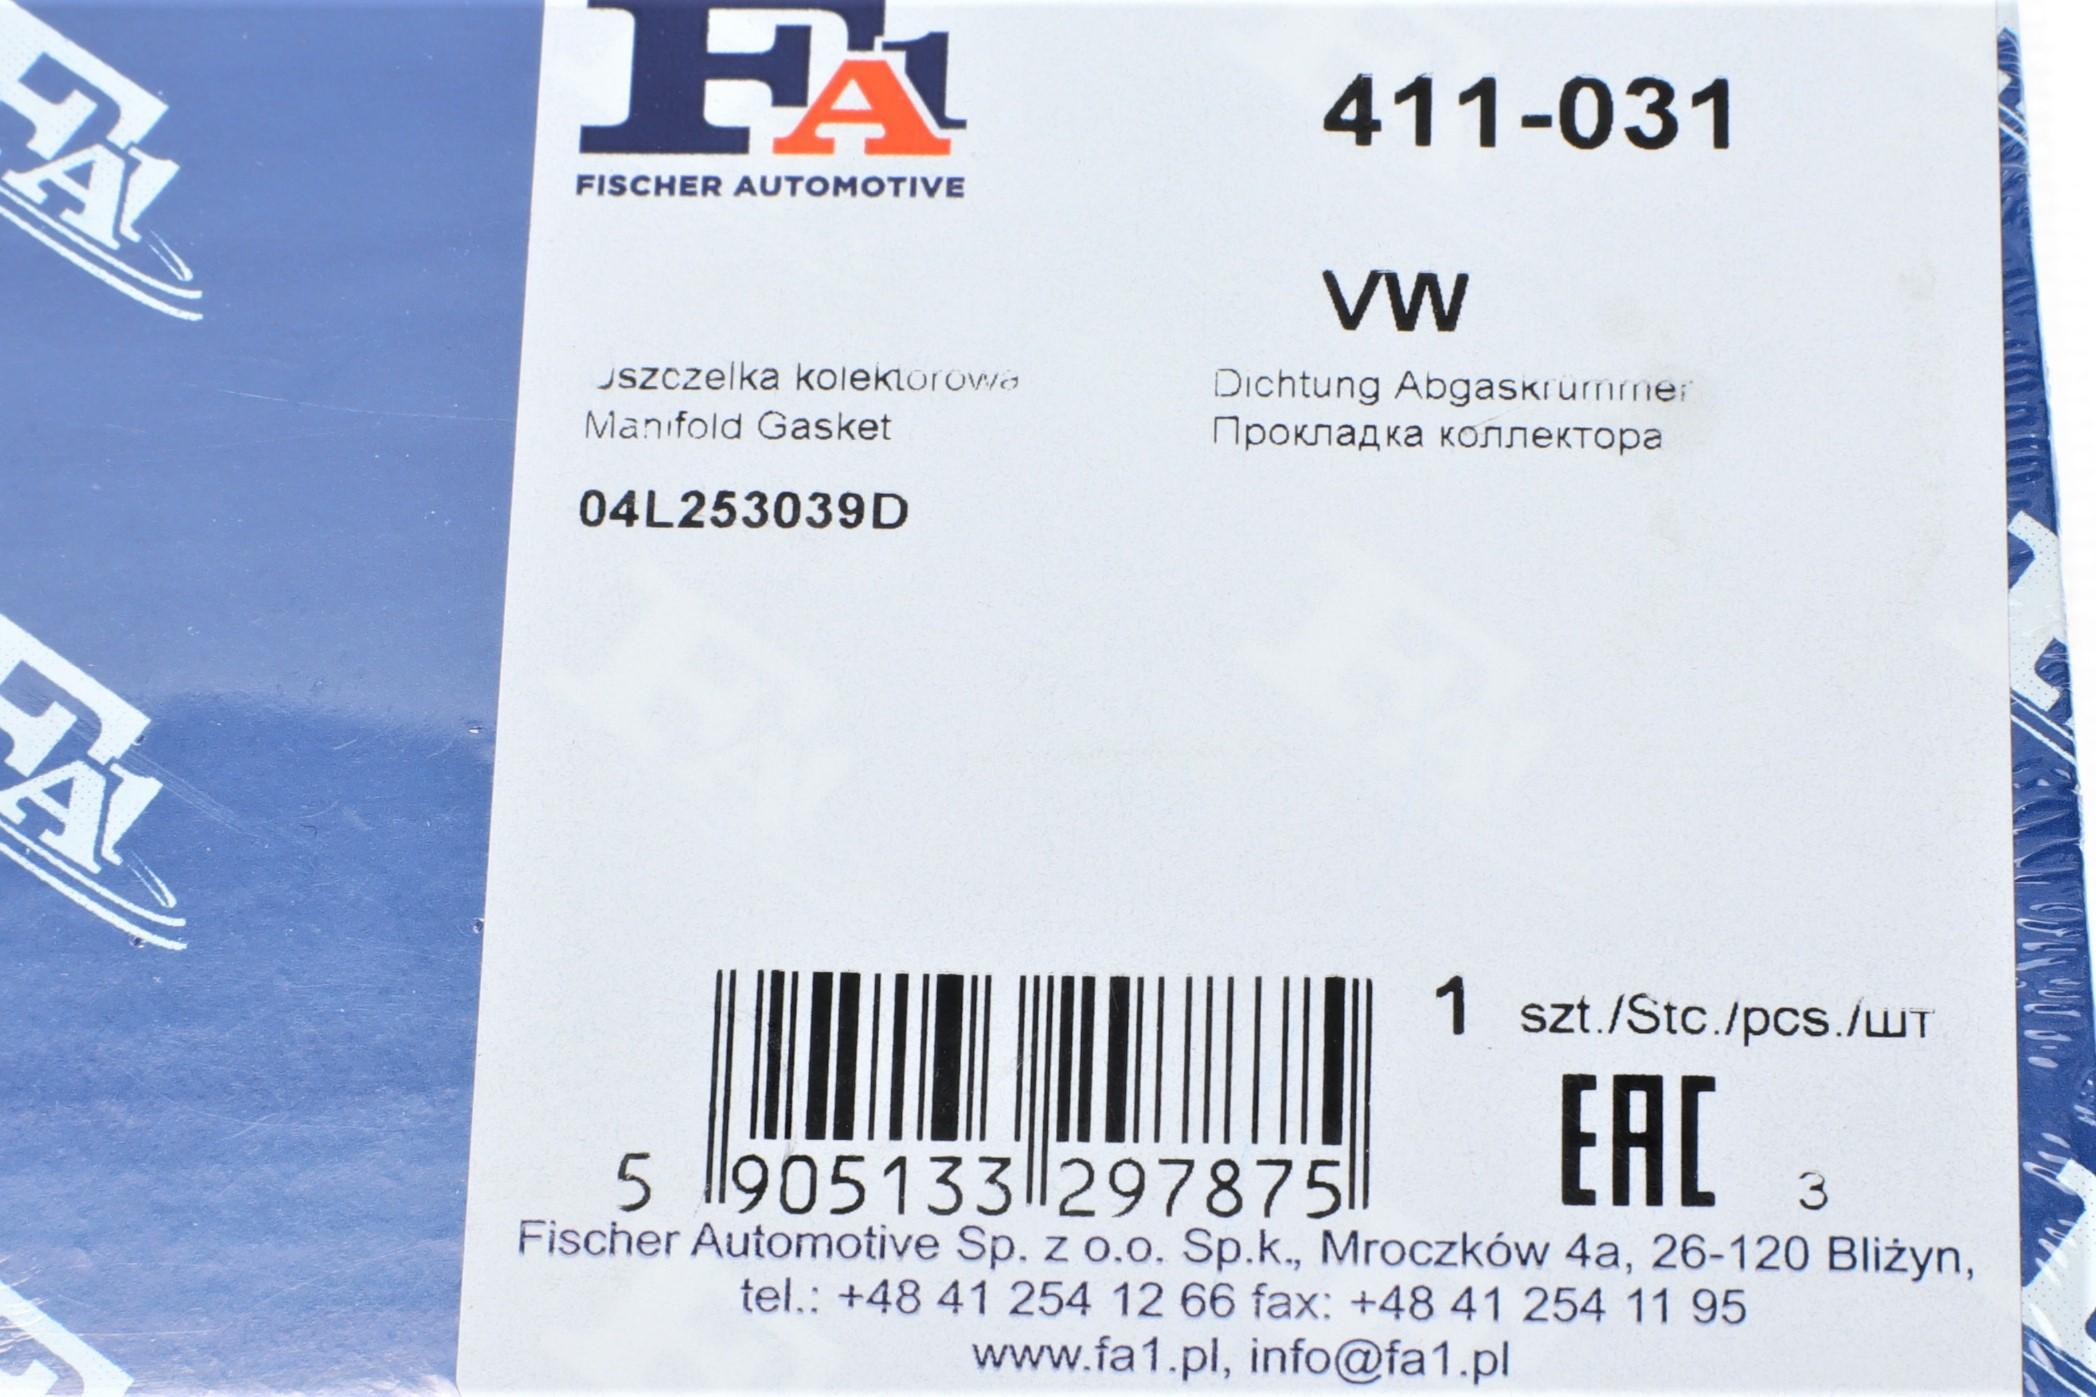 FA1
FISCHER AUTOMOTIVE
411-031
VW
Uszczelka kolektorowa
Manifold Gasket
Dichtung Abgaskrümmer
Прокладка коллектора
04L253039D
1 szt./Stc./pcs./шт
5 905133 297875
EAC
3
Fischer Automotive Sp. z o.o. Sp.k., Mroczków 4a, 26-120 Bliżyn,
tel.: +48 41 254 12 66 fax: +48 41 254 11 95
www.fa1.pl, info@fa1.pl
FA1
FA1